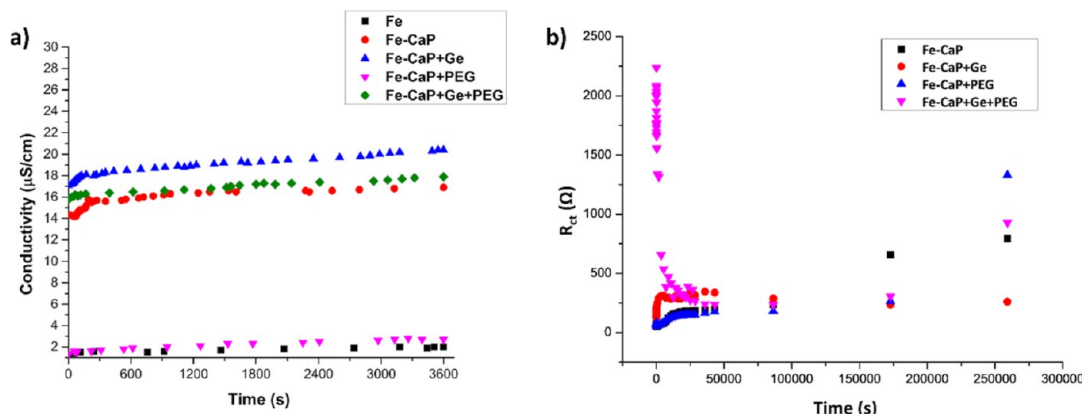 a)
Fe
Fe-CaP
Fe-CaP+Ge
Fe-CaP+PEG
Fe-CaP+Ge+PEG
30
28
26
24
22
20
18
16
14
12
10
8
6
4
2
Conductivity (µS/cm)
0 600 1200 1800 2400 3000 3600
Time (s)
b)
Fe-CaP
Fe-CaP+Ge
Fe-CaP+PEG
Fe-CaP+Ge+PEG
2500
2000
1500
1000
500
0
Rct (Ω)
0 50000 100000 150000 200000 250000 300000
Time (s)